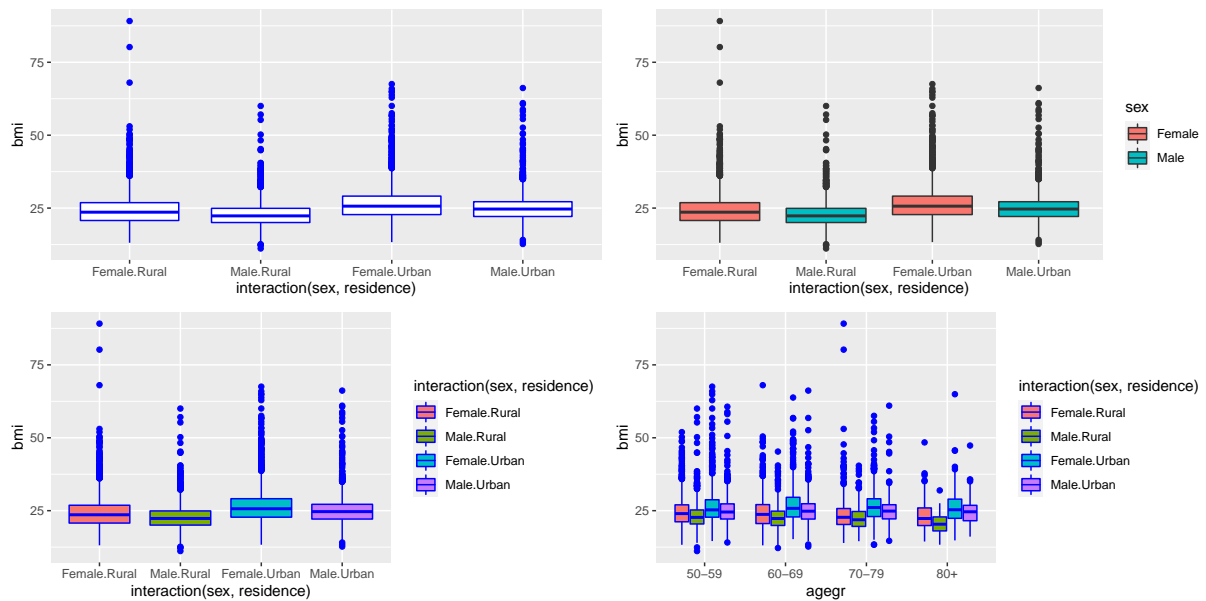 75
50
25
bmi
Female.Rural Male.Rural Female.Urban Male.Urban
interaction(sex, residence)
75
50
25
bmi
Female.Rural Male.Rural Female.Urban Male.Urban
interaction(sex, residence)
sex
Female
Male
75
50
25
bmi
Female.Rural Male.Rural Female.Urban Male.Urban
interaction(sex, residence)
interaction(sex, residence)
Female.Rural
Male.Rural
Female.Urban
Male.Urban
75
50
25
bmi
50–59 60–69 70–79 80+
agegr
interaction(sex, residence)
Female.Rural
Male.Rural
Female.Urban
Male.Urban